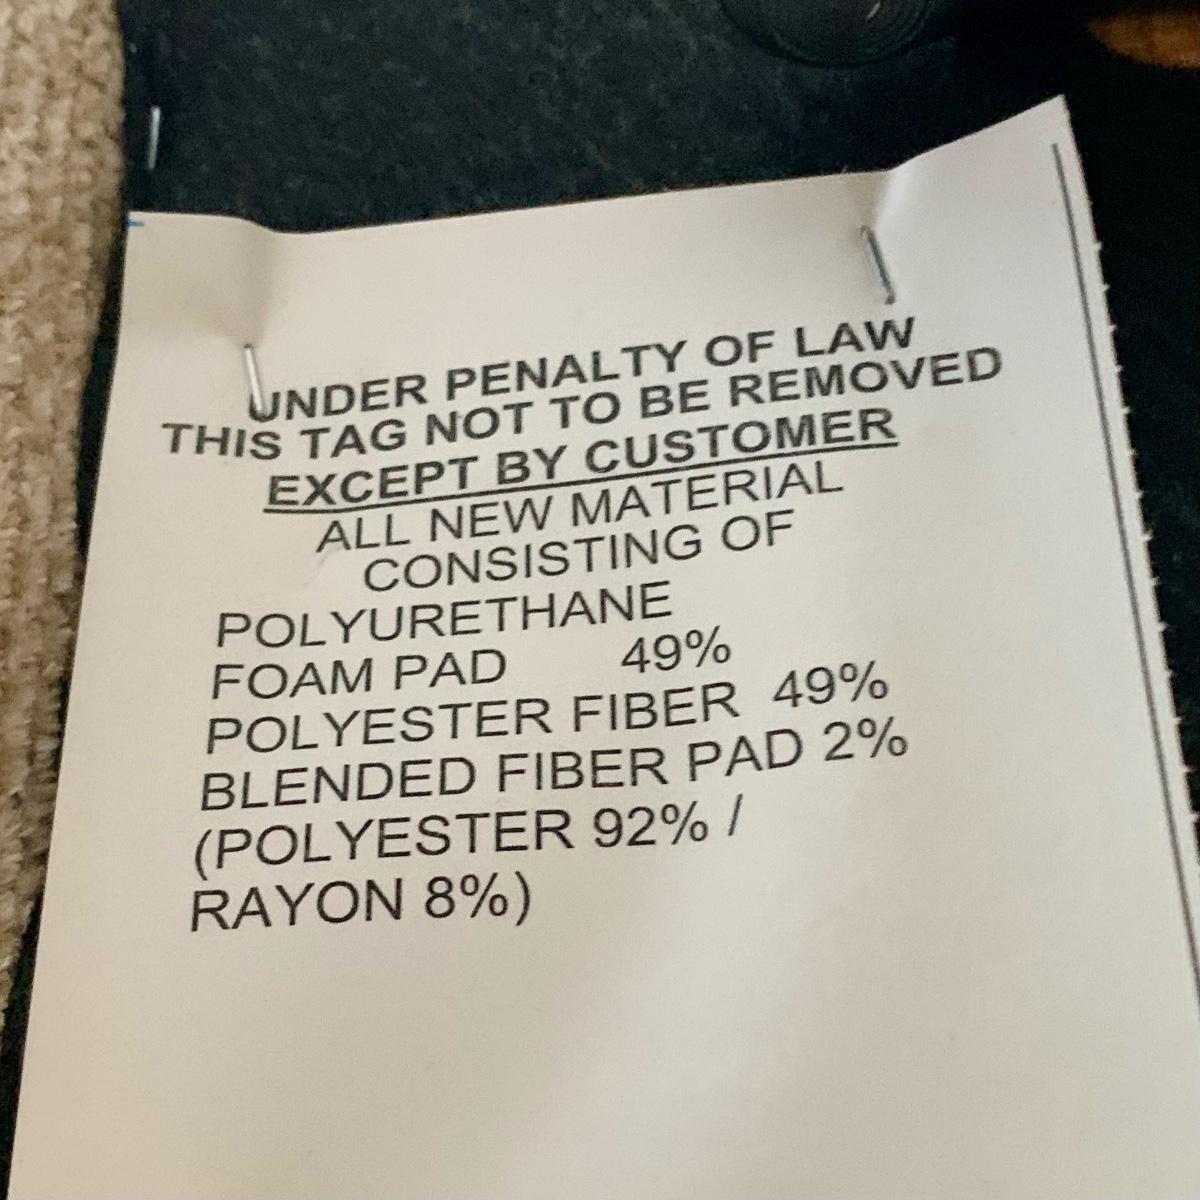 UNDER PENALTY OF LAW
THIS TAG NOT TO BE REMOVED
EXCEPT BY CUSTOMER
ALL NEW MATERIAL
CONSISTING OF
POLYURETHANE
FOAM PAD 49%
POLYESTER FIBER 49%
BLENDED FIBER PAD 2%
(POLYESTER 92% /
RAYON 8%)